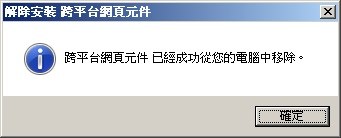 解除安装 跨平台網頁元件
跨平台網頁元件 已經成功從您的電腦中移除。
確定